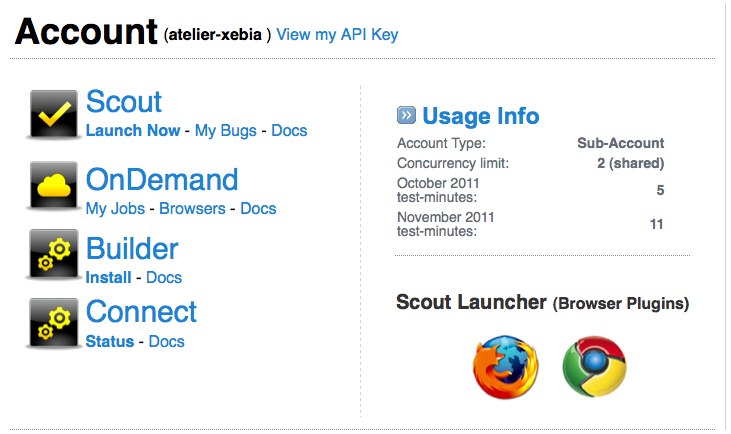 Account (atelier-xebia ) View my API Key
Scout
Launch Now - My Bugs - Docs
OnDemand
My Jobs - Browsers - Docs
Builder
Install - Docs
Connect
Status - Docs
Usage Info
Account Type: Sub-Account
Concurrency limit: 2 (shared)
October 2011
test-minutes: 5
November 2011
test-minutes: 11
Scout Launcher (Browser Plugins)